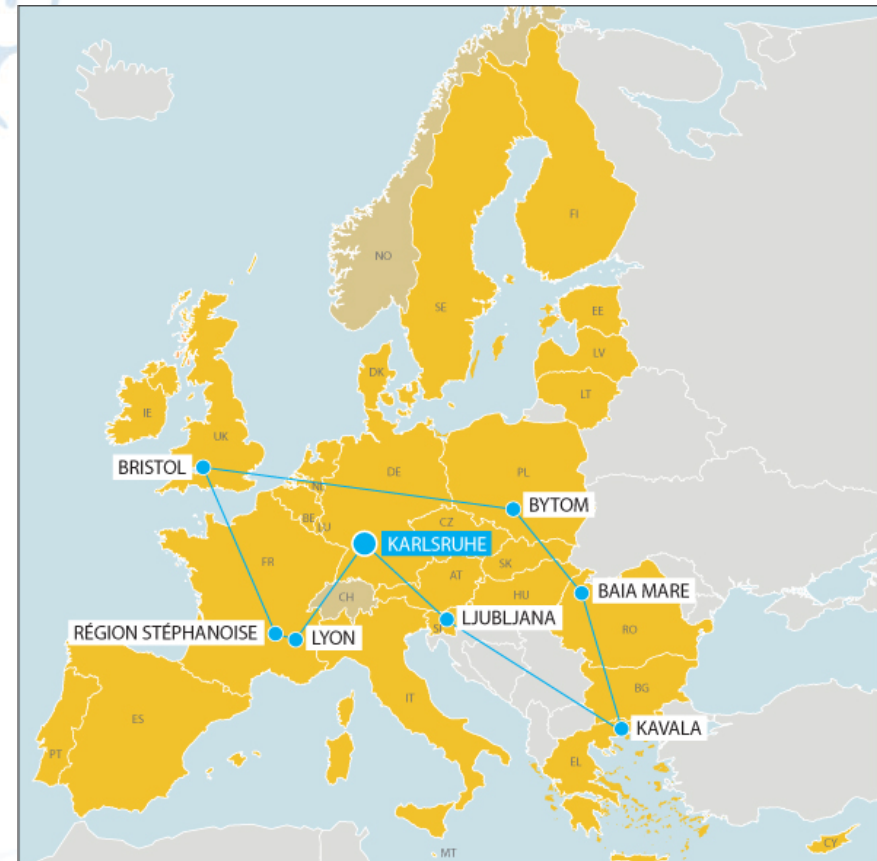 FI
NO
SE
EE
LV
DK
LT
IE
UK
BRISTOL
DE
PL
NL
BYTOM
BE
LU
CZ
KARLSRUHE
FR
SK
AT
HU
CH
BAIA MARE
LJUBLJANA
SI
RÉGION STÉPHANOISE
LYON
RO
BG
IT
ES
KAVALA
PT
EL
CY
MT